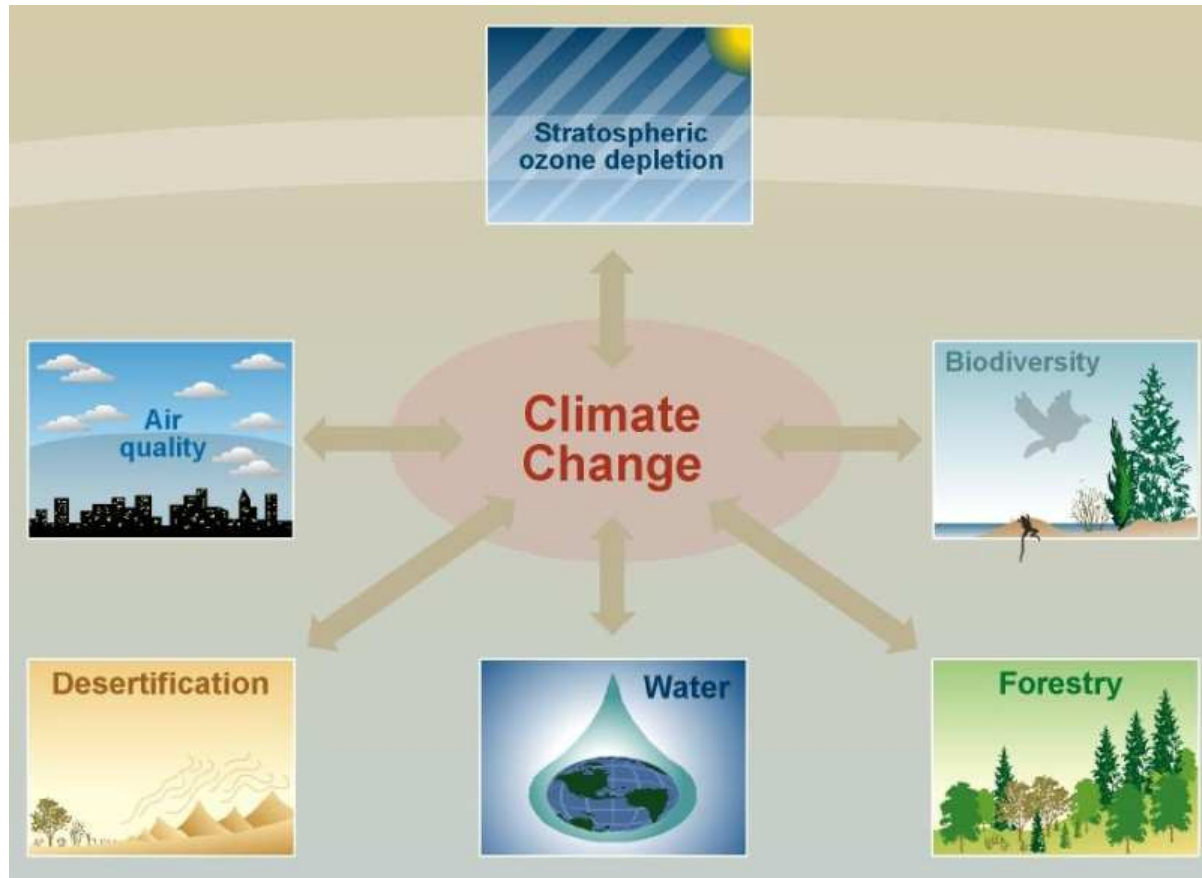 Stratospheric
ozone depletion
Air
quality
Climate
Change
Biodiversity
Desertification
Water
Forestry